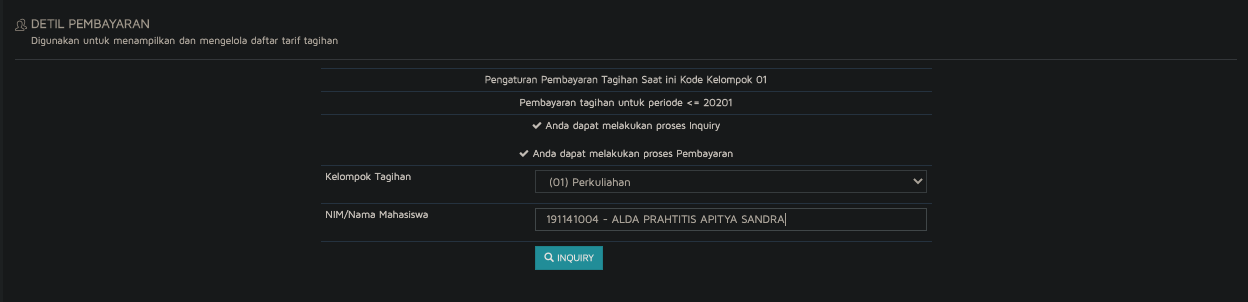 DETIL PEMBAYARAN
Digunakan untuk menampilkan dan mengelola daftar tarif tagihan
Pengaturan Pembayaran Tagihan Saat ini Kode Kelompok 01
Pembayaran tagihan untuk periode <= 20201
Anda dapat melakukan proses Inquiry
Anda dapat melakukan proses Pembayaran
Kelompok Tagihan
(01) Perkuliahan
NIM/Nama Mahasiswa
191141004 - ALDA PRAHTITIS APITYA SANDRA
INQUIRY